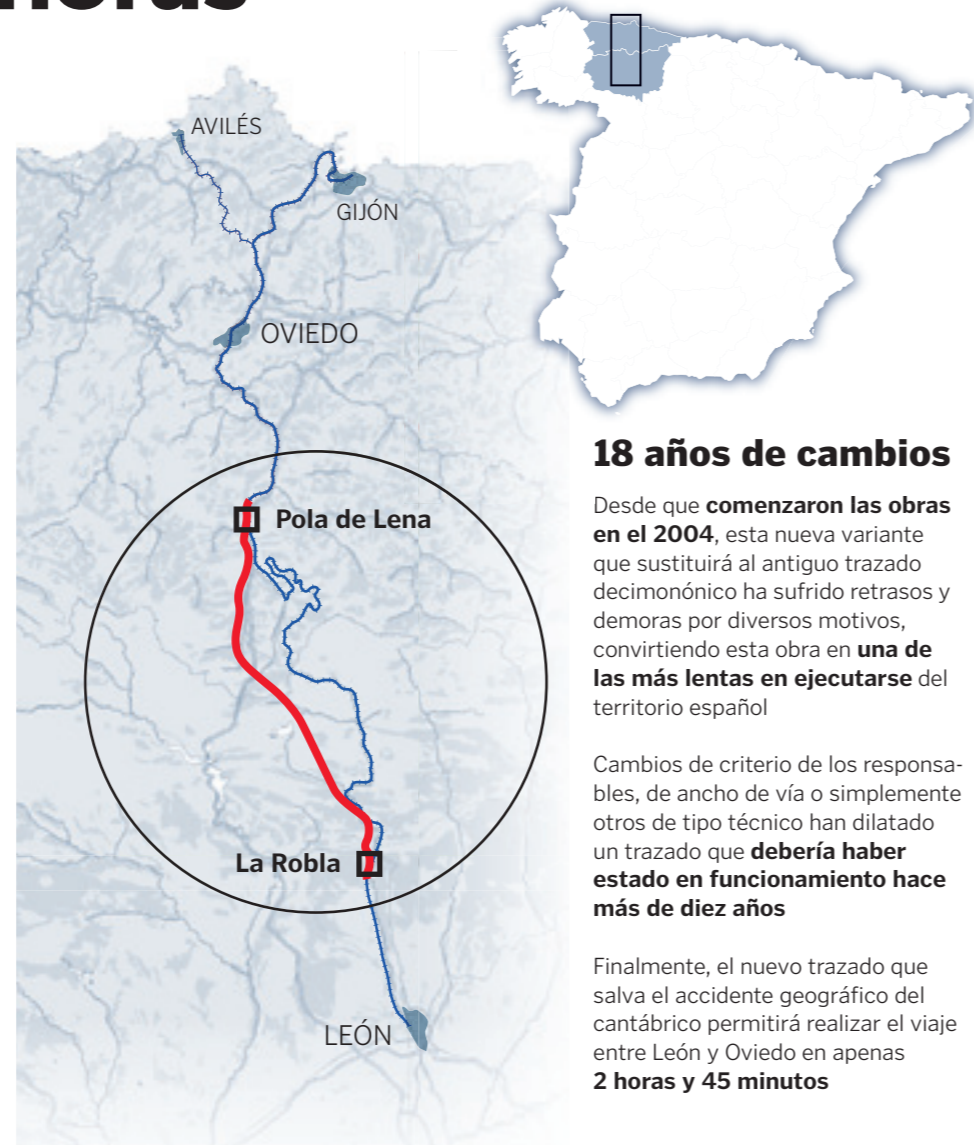 horas
AVILÉS
GIJÓN
OVIEDO
Pola de Lena
La Robla
LEÓN
18 años de cambios
Desde que comenzaron las obras
en el 2004, esta nueva variante
que sustituirá al antiguo trazado
decimonónico ha sufrido retrasos y
demoras por diversos motivos,
convirtiendo esta obra en una de
las más lentas en ejecutarse del
territorio español
Cambios de criterio de los responsa-
bles, de ancho de vía o simplemente
otros de tipo técnico han dilatado
un trazado que debería haber
estado en funcionamiento hace
más de diez años
Finalmente, el nuevo trazado que
salva el accidente geográfico del
cantábrico permitirá realizar el viaje
entre León y Oviedo en apenas
2 horas y 45 minutos